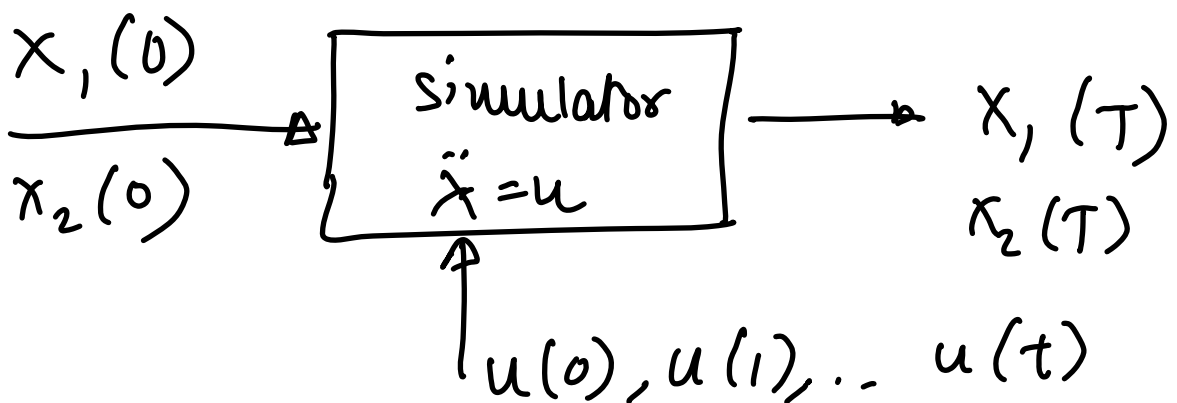 x₁(0)
x₂(0)
simulator
ẍ = u
x₁(T)
x₂(T)
u(0), u(1), .. u(t)